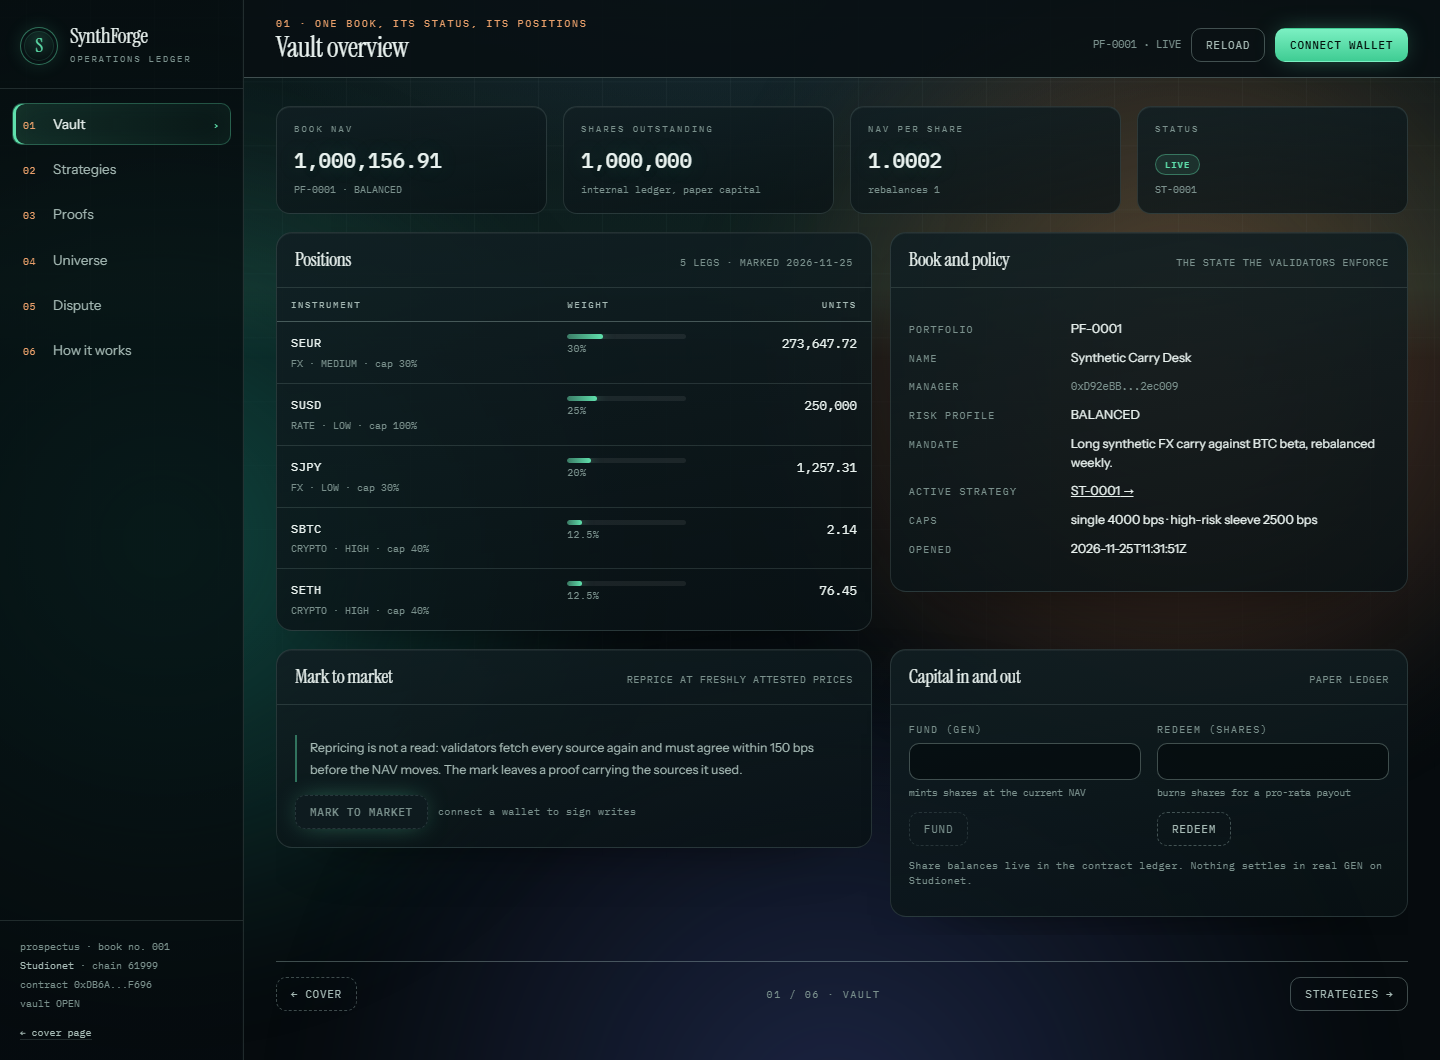 S
SynthForge
OPERATIONS LEDGER
01 Vault ›
02 Strategies
03 Proofs
04 Universe
05 Dispute
06 How it works
prospectus · book no. 001
Studionet · chain 61999
contract 0xDB6A...F696
vault OPEN
← cover page
01 · ONE BOOK, ITS STATUS, ITS POSITIONS
Vault overview
PF-0001 · LIVE
RELOAD
CONNECT WALLET
BOOK NAV
1,000,156.91
PF-0001 · BALANCED
SHARES OUTSTANDING
1,000,000
internal ledger, paper capital
NAV PER SHARE
1.0002
rebalances 1
STATUS
LIVE
ST-0001
Positions
5 LEGS · MARKED 2026-11-25
INSTRUMENT WEIGHT UNITS
SEUR 30% 273,647.72
FX · MEDIUM · cap 30%
SUSD 25% 250,000
RATE · LOW · cap 100%
SJPY 20% 1,257.31
FX · LOW · cap 30%
SBTC 12.5% 2.14
CRYPTO · HIGH · cap 40%
SETH 12.5% 76.45
CRYPTO · HIGH · cap 40%
Book and policy
THE STATE THE VALIDATORS ENFORCE
PORTFOLIO PF-0001
NAME Synthetic Carry Desk
MANAGER 0xD92eBB...2ec009
RISK PROFILE BALANCED
MANDATE Long synthetic FX carry against BTC beta, rebalanced
weekly.
ACTIVE STRATEGY ST-0001 →
CAPS single 4000 bps · high-risk sleeve 2500 bps
OPENED 2026-11-25T11:31:51Z
Mark to market
REPRICE AT FRESHLY ATTESTED PRICES
Repricing is not a read: validators fetch every source again and must agree within 150 bps
before the NAV moves. The mark leaves a proof carrying the sources it used.
MARK TO MARKET connect a wallet to sign writes
Capital in and out
PAPER LEDGER
FUND (GEN) REDEEM (SHARES)
mints shares at the current NAV burns shares for a pro-rata payout
FUND REDEEM
Share balances live in the contract ledger. Nothing settles in real GEN on
Studionet.
← COVER
01 / 06 · VAULT
STRATEGIES →